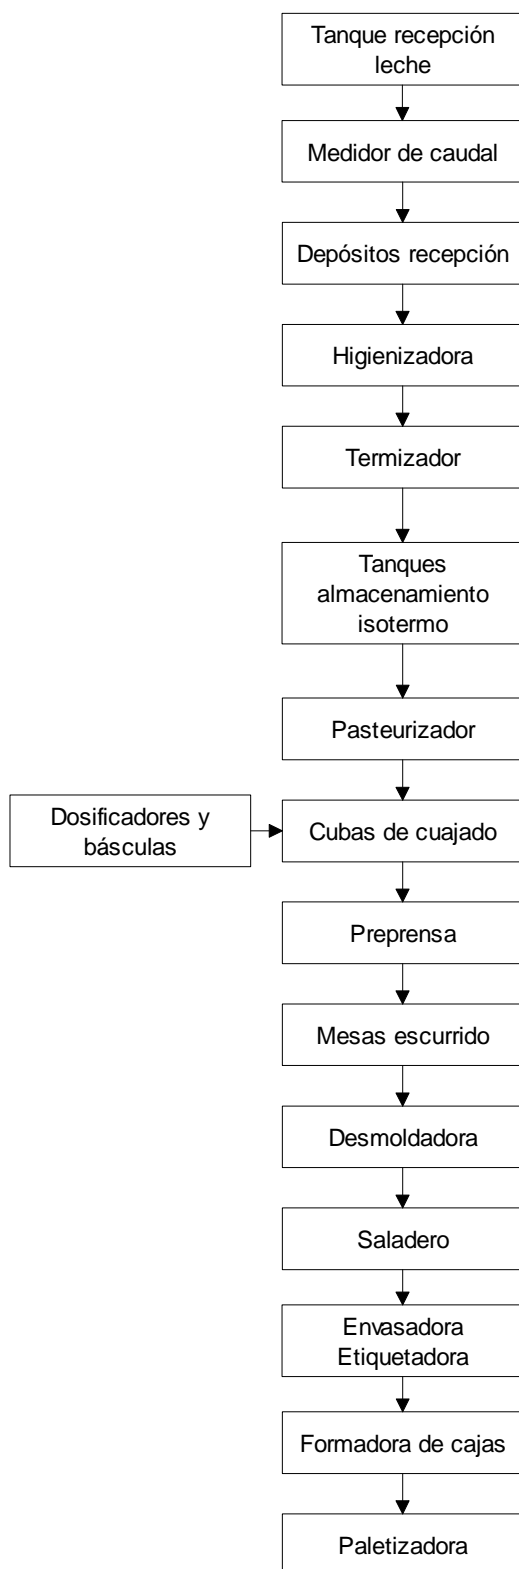 Tanque recepción
leche
Medidor de caudal
Depósitos recepción
Higienizadora
Termizador
Tanques
almacenamiento
isotermo
Pasteurizador
Dosificadores y
básculas
Cubas de cuajado
Preprensa
Mesas escurrido
Desmoldadora
Saladero
Envasadora
Etiquetadora
Formadora de cajas
Paletizadora